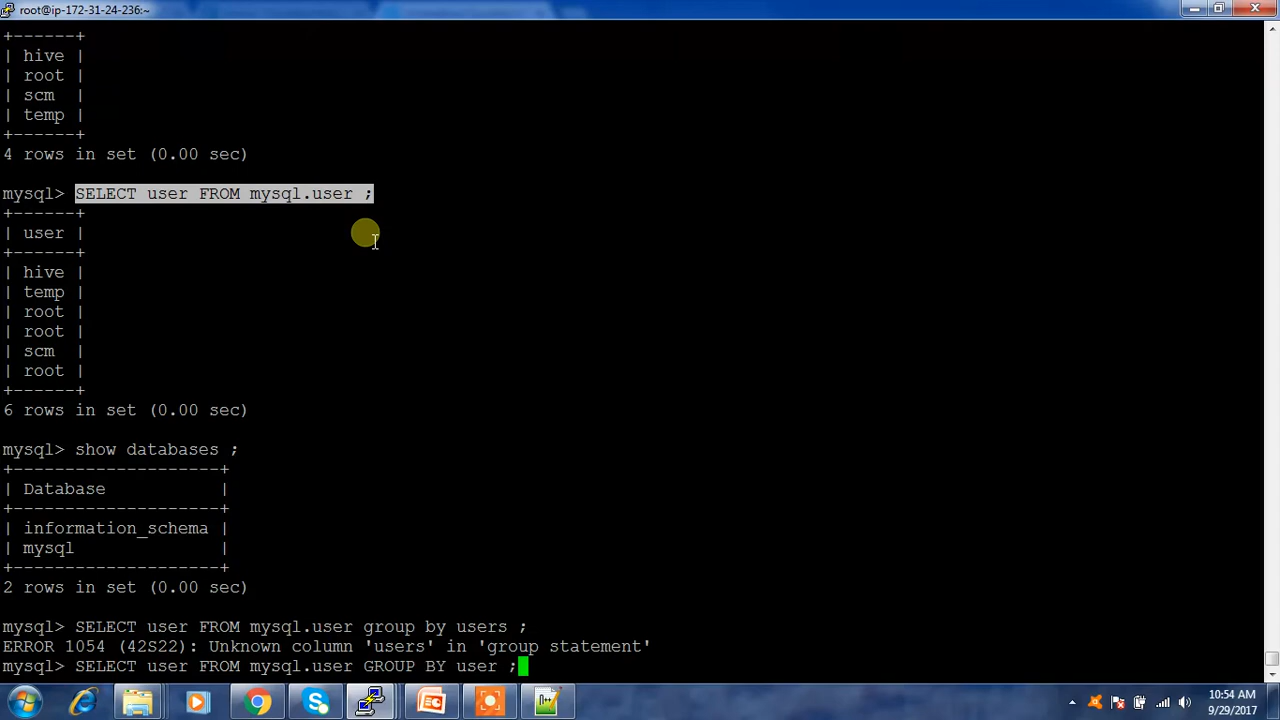 root@ip-172-31-24-236:~
+------+
| hive |
| root |
| scm  |
| temp |
+------+
4 rows in set (0.00 sec)
mysql> SELECT user FROM mysql.user ;
+------+
| user |
+------+
| hive |
| temp |
| root |
| root |
| scm  |
| root |
+------+
6 rows in set (0.00 sec)
mysql> show databases ;
+--------------------+
| Database           |
+--------------------+
| information_schema |
| mysql              |
+--------------------+
2 rows in set (0.00 sec)
mysql> SELECT user FROM mysql.user group by users ;
ERROR 1054 (42S22): Unknown column 'users' in 'group statement'
mysql> SELECT user FROM mysql.user GROUP BY user ;
10:54 AM
9/29/2017